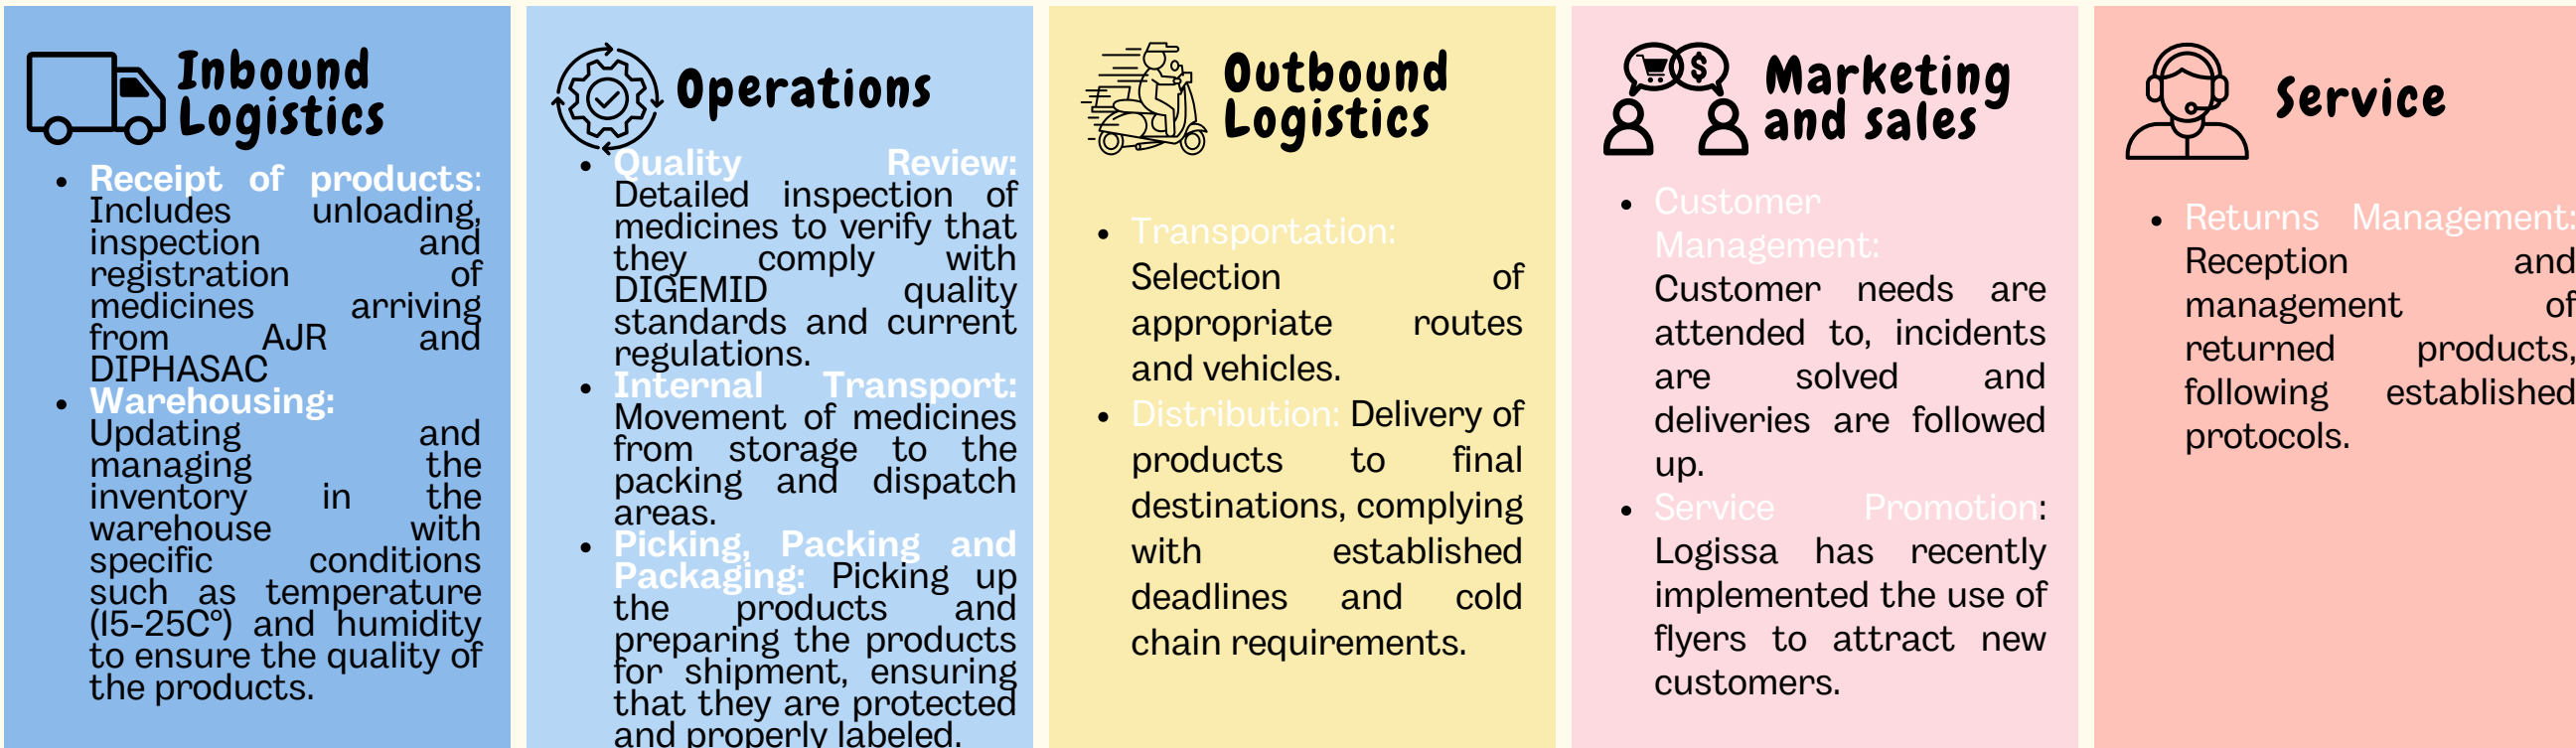 Inbound
Logistics
Receipt of products:
Includes unloading,
inspection and
registration of
medicines arriving
from AJR and
DIPHASAC
Warehousing:
Updating and
managing the
inventory in the
warehouse with
specific conditions
such as temperature
(15-25C°) and humidity
to ensure the quality of
the products.
Operations
Quality Review:
Detailed inspection of
medicines to verify that
they comply with
DIGEMID quality
standards and current
regulations.
Internal Transport:
Movement of medicines
from storage to the
packing and dispatch
areas.
Picking, Packing and
Packaging: Picking up
the products and
preparing the products
for shipment, ensuring
that they are protected
and properly labeled.
Outbound
Logistics
Transportation:
Selection of
appropriate routes
and vehicles.
Distribution: Delivery of
products to final
destinations, complying
with established
deadlines and cold
chain requirements.
$
Marketing
and sales
Customer
Management:
Customer needs are
attended to, incidents
are solved and
deliveries are followed
up.
Service Promotion:
Logissa has recently
implemented the use of
flyers to attract new
customers.
Service
Returns Management:
Reception and
management of
returned products,
following established
protocols.